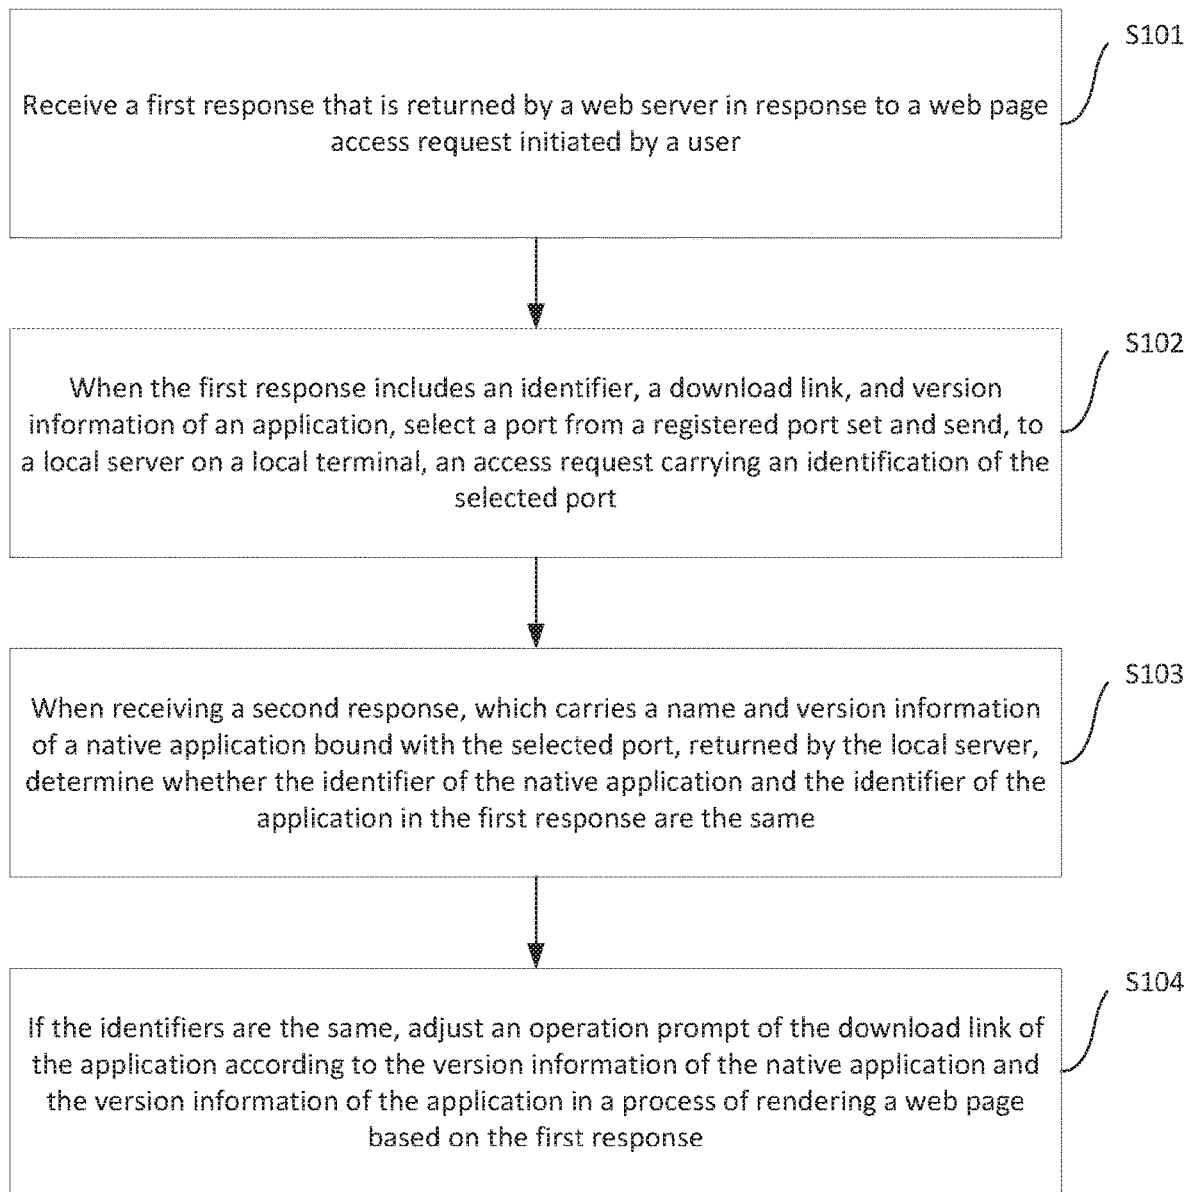 S101
Receive a first response that is returned by a web server in response to a web page
access request initiated by a user
S102
When the first response includes an identifier, a download link, and version
information of an application, select a port from a registered port set and send, to
a local server on a local terminal, an access request carrying an identification of the
selected port
S103
When receiving a second response, which carries a name and version information
of a native application bound with the selected port, returned by the local server,
determine whether the identifier of the native application and the identifier of the
application in the first response are the same
S104
If the identifiers are the same, adjust an operation prompt of the download link of
the application according to the version information of the native application and
the version information of the application in a process of rendering a web page
based on the first response